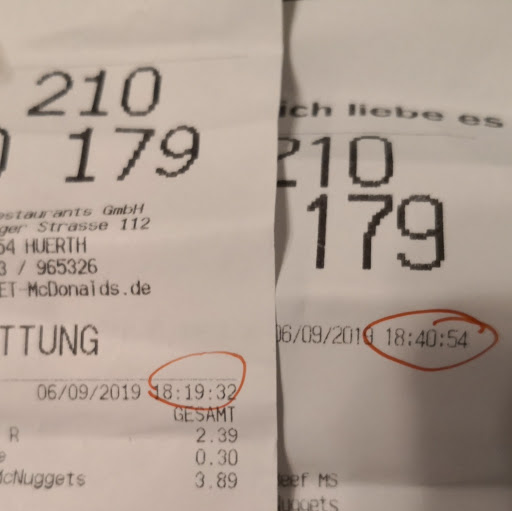 210
179
estaurants GmbH
ger Strasse 112
54 HUERTH
3 / 965326
ET-McDonalds.de
TTUNG
06/09/2019 18:19:32
GESAMT
R 2.39
e 0.30
McNuggets 3.89
ich liebe es
210
179
06/09/2019 18:40:54
eef MS
uggets